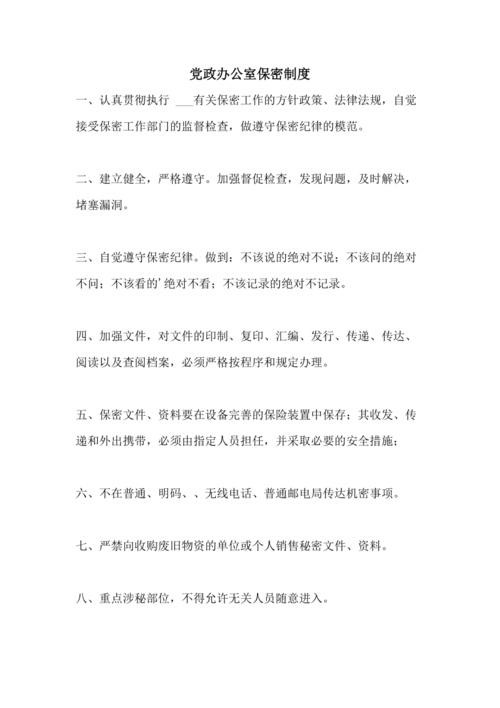 党政办公室保密制度
一、认真贯彻执行 ___有关保密工作的方针政策、法律法规，自觉
接受保密工作部门的监督检查，做遵守保密纪律的模范。
二、建立健全，严格遵守。加强督促检查，发现问题，及时解决，
堵塞漏洞。
三、自觉遵守保密纪律。做到：不该说的绝对不说；不该问的绝对
不问；不该看的'绝对不看；不该记录的绝对不记录。
四、加强文件，对文件的印制、复印、汇编、发行、传递、传达、
阅读以及查阅档案，必须严格按程序和规定办理。
五、保密文件、资料要在设备完善的保险装置中保存；其收发、传
递和外出携带，必须由指定人员担任，并采取必要的安全措施；
六、不在普通、明码、、无线电话、普通邮电局传达机密事项。
七、严禁向收购废旧物资的单位或个人销售秘密文件、资料。
八、重点涉秘部位，不得允许无关人员随意进入。